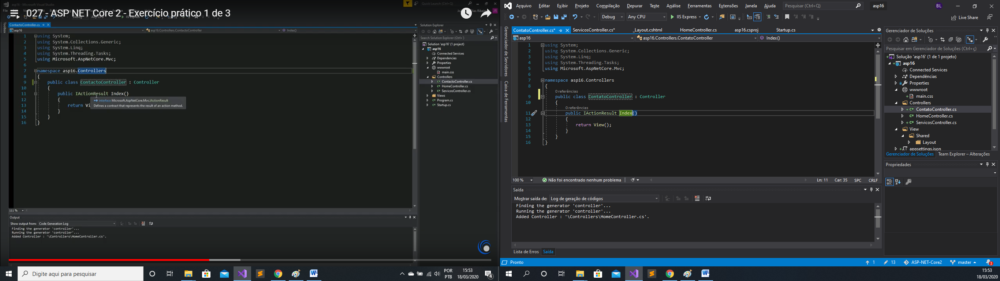 asp16 - Microsoft Visual Studio
Quick Launch (Ctrl+Q)
027 - ASP NET Core 2 - Exercício prático 1 de 3
Toolbox
ContactoController.cs
asp16
asp16.Controllers.ContactoController
Index()
1 using System;
2 using System.Collections.Generic;
3 using System.Linq;
4 using System.Threading.Tasks;
5 using Microsoft.AspNetCore.Mvc;
6
7 namespace asp16.Controllers
8 {
9 public class ContactoController : Controller
10 {
11 public IActionResult Index()
12 {
interface Microsoft.AspNetCore.Mvc.IActionResult
Defines a contract that represents the result of an action method.
13 return Vi
14 }
15 }
16 }
111 %
Output
Show output from: Code Generation Log
Finding the generator 'controller'...
Running the generator 'controller'...
Added Controller : '\Controllers\HomeController.cs'.
Solution Explorer
Search Solution Explorer (Ctrl+ )
Solution 'asp16' (1 project)
asp16
Connected Services
Dependencies
Properties
wwwroot
main.css
Controllers
ContactoController.cs
HomeController.cs
ServicosController.cs
Views
Program.cs
Startup.cs
Digite aqui para pesquisar
POR
PTB
15:53
18/03/2020
4
Arquivo Editar Exibir Projeto Compilação Depurar Teste Análise Ferramentas Extensões Janela Ajuda Pesquisar (Ctrl+Q) asp16 BL
Debug Any CPU IIS Express Live Share
Gerenciador de Servidores
Caixa de Ferramentas
ContatoController.cs* ServicosController.cs* _Layout.cshtml HomeController.cs asp16.csproj Startup.cs
asp16 asp16.Controllers.ContatoController Index()
1 using System;
2 using System.Collections.Generic;
3 using System.Linq;
4 using System.Threading.Tasks;
5 using Microsoft.AspNetCore.Mvc;
6
7 namespace asp16.Controllers
8 {
0 referências
9 public class ContatoController : Controller
10 {
0 referências
11 public IActionResult Index()
12 {
13 return View();
14 }
15 }
16 }
100 % Não foi encontrado nenhum problema Ln: 11 Car: 35 SPC CRLF
Saída
Mostrar saída de: Log de geração de códigos
Finding the generator 'controller'...
Running the generator 'controller'...
Added Controller : '\Controllers\HomeController.cs'.
Lista de Erros Saída
Gerenciador de Soluções
Pesquisar em Gerenciador de Soluções (Ctrl+ç)
Solução 'asp16' (1 de 1 projeto)
asp16
Connected Services
Dependências
Properties
wwwroot
main.css
Controllers
ContatoController.cs
HomeController.cs
ServicosController.cs
View
Shared
Layout
appsettings.json
Gerenciador de Soluções Team Explorer – Alterações
Propriedades
Pronto 1 13 ASP-NET-Core2 master 3
15:53
18/03/2020